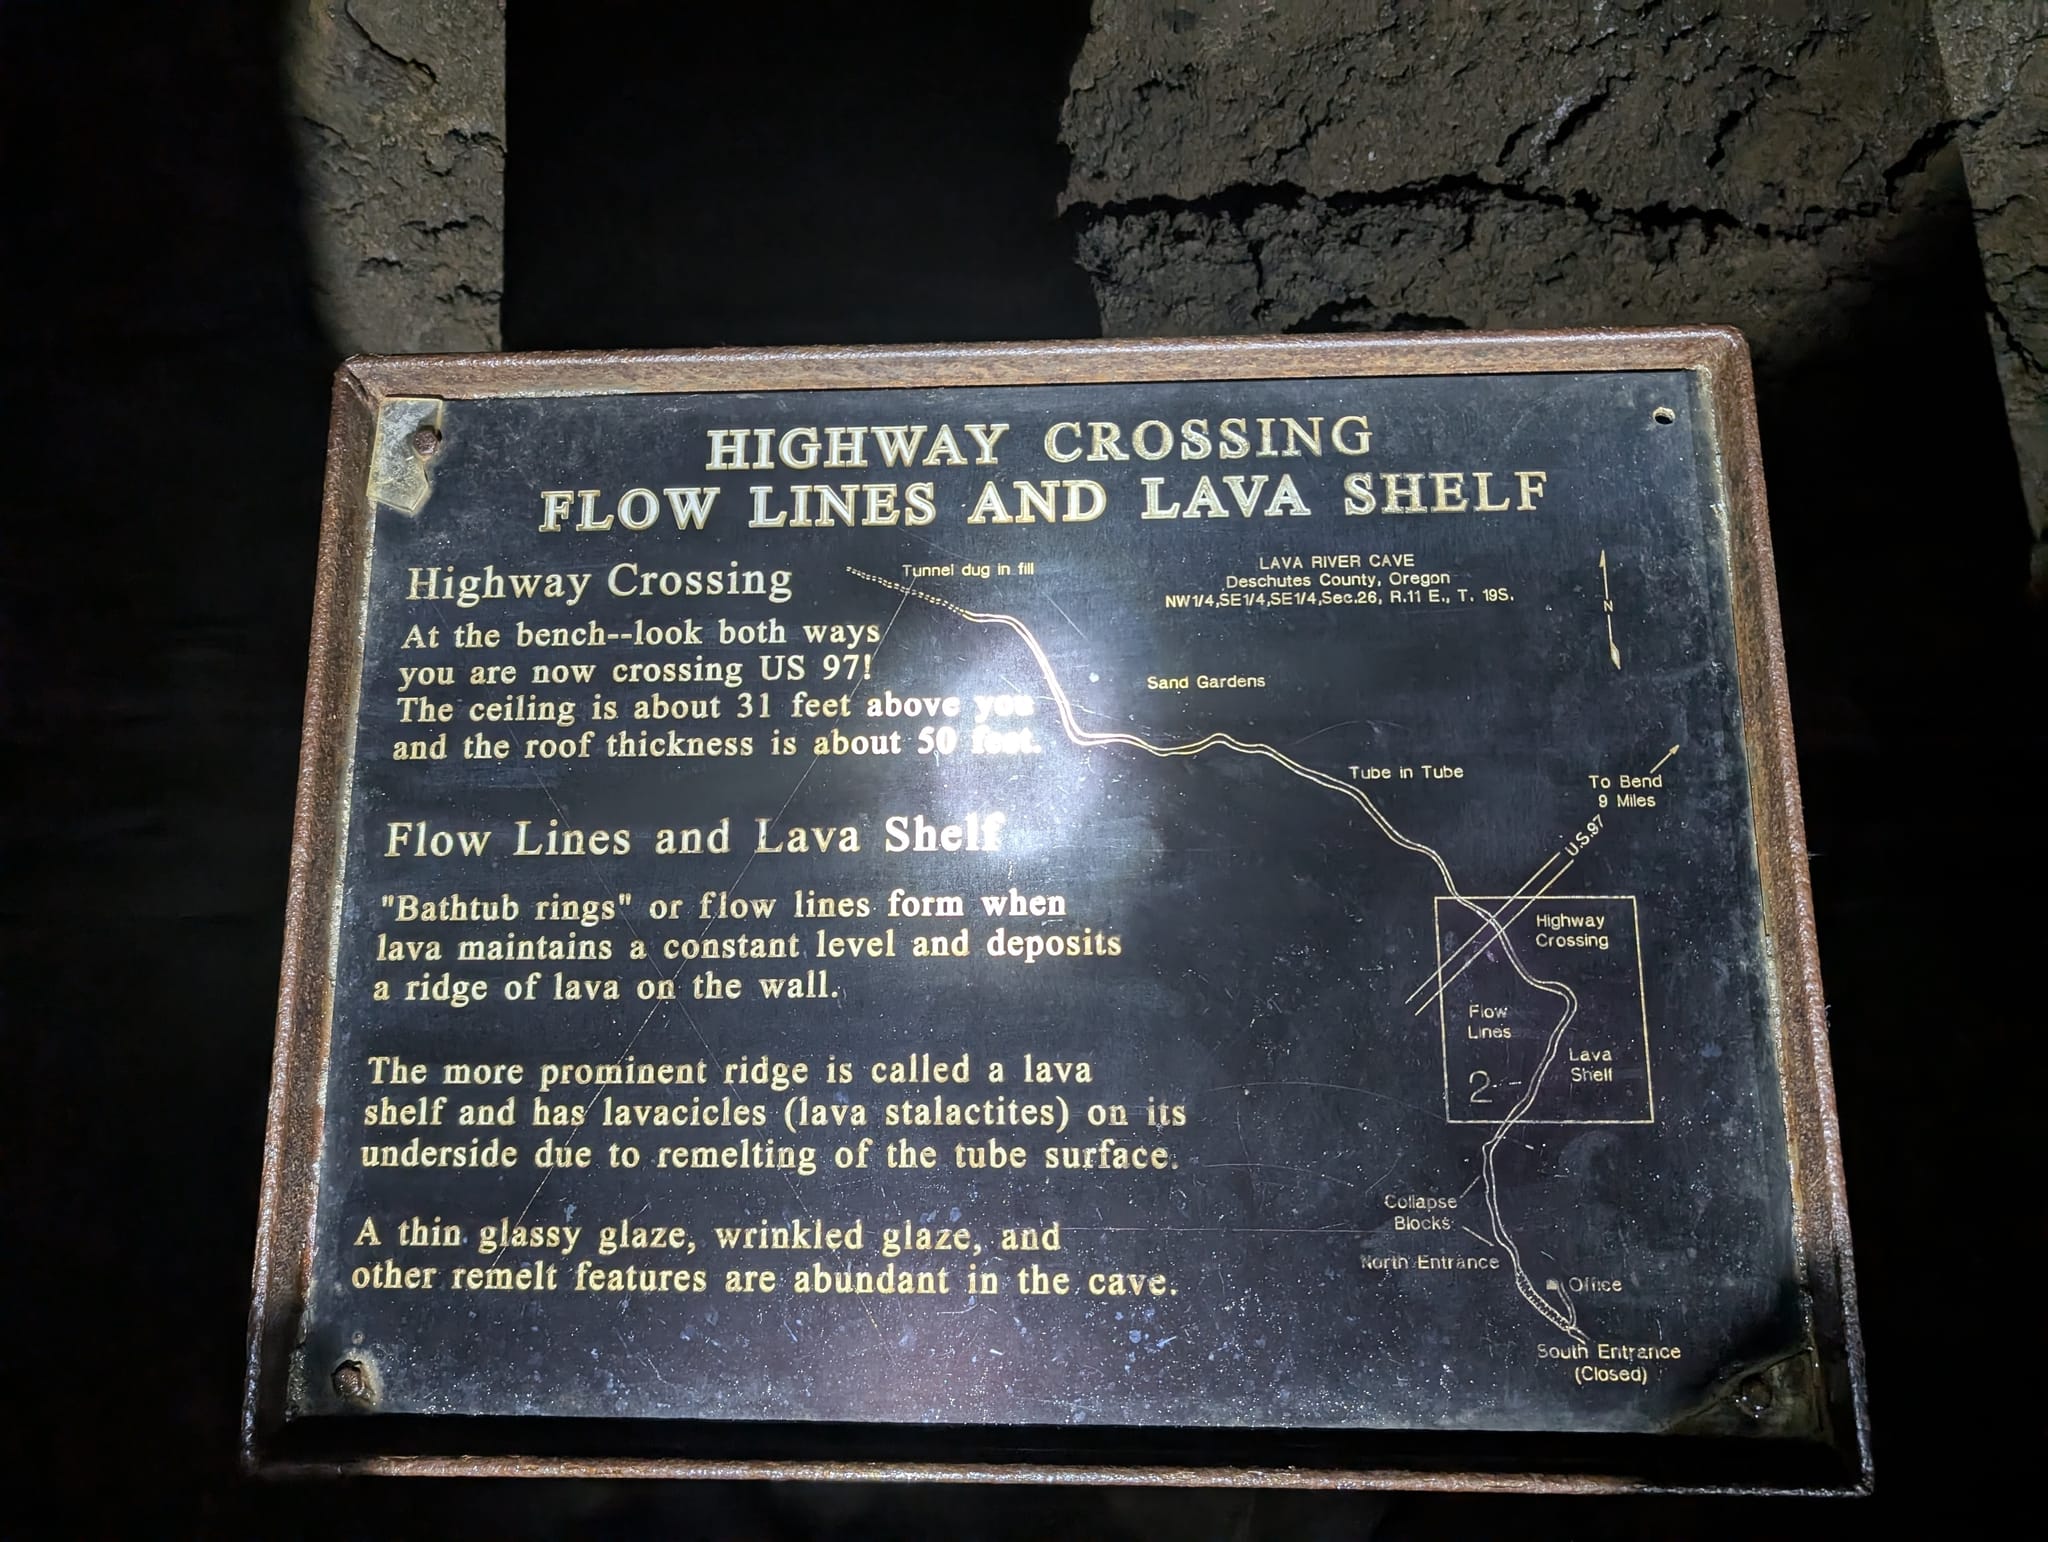 HIGHWAY CROSSING
FLOW LINES AND LAVA SHELF
Highway Crossing
At the bench--look both ways
you are now crossing US 97!
The ceiling is about 31 feet above you
and the roof thickness is about 50 feet.
Flow Lines and Lava Shelf
"Bathtub rings" or flow lines form when
lava maintains a constant level and deposits
a ridge of lava on the wall.
The more prominent ridge is called a lava
shelf and has lavacicles (lava stalactites) on its
underside due to remelting of the tube surface.
A thin glassy glaze, wrinkled glaze, and
other remelt features are abundant in the cave.
Tunnel dug in fill
LAVA RIVER CAVE
Deschutes County, Oregon
NW1/4,SE1/4,SE1/4,Sec.26, R.11 E., T. 19S.
N
Sand Gardens
Tube in Tube
To Bend
9 Miles
U.S.97
Highway
Crossing
Flow
Lines
Lava
Shelf
2
Collapse
Blocks
North Entrance
Office
South Entrance
(Closed)